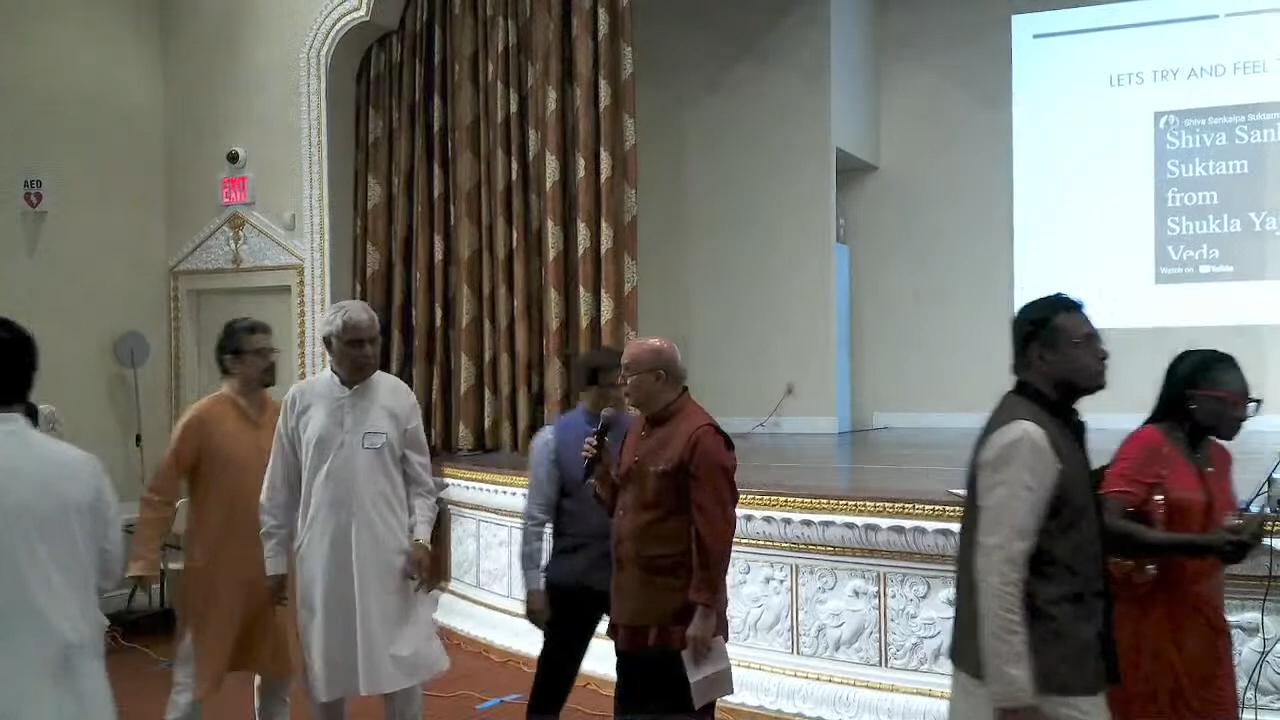 AED
EXIT
LETS TRY AND FEEL
Shiva Sankalpa Suktam
Shiva San
Suktam
from
Shukla Ya
Veda
Watch on YouTube